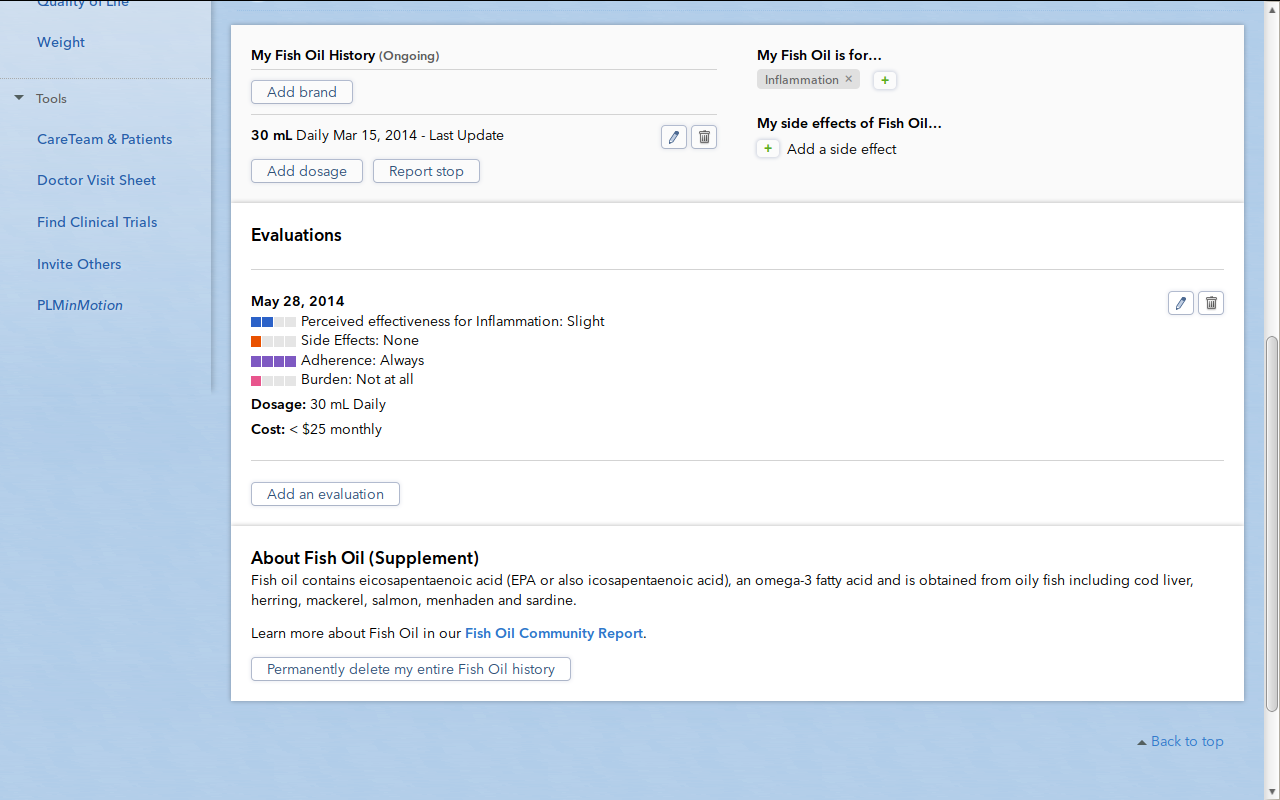 Quality of Life
Weight
Tools
CareTeam & Patients
Doctor Visit Sheet
Find Clinical Trials
Invite Others
PLMinMotion
My Fish Oil History (Ongoing)
Add brand
30 mL Daily Mar 15, 2014 - Last Update
Add dosage Report stop
My Fish Oil is for...
Inflammation × +
My side effects of Fish Oil...
+ Add a side effect
Evaluations
May 28, 2014
Perceived effectiveness for Inflammation: Slight
Side Effects: None
Adherence: Always
Burden: Not at all
Dosage: 30 mL Daily
Cost: < $25 monthly
Add an evaluation
About Fish Oil (Supplement)
Fish oil contains eicosapentaenoic acid (EPA or also icosapentaenoic acid), an omega-3 fatty acid and is obtained from oily fish including cod liver,
herring, mackerel, salmon, menhaden and sardine.
Learn more about Fish Oil in our Fish Oil Community Report.
Permanently delete my entire Fish Oil history
Back to top